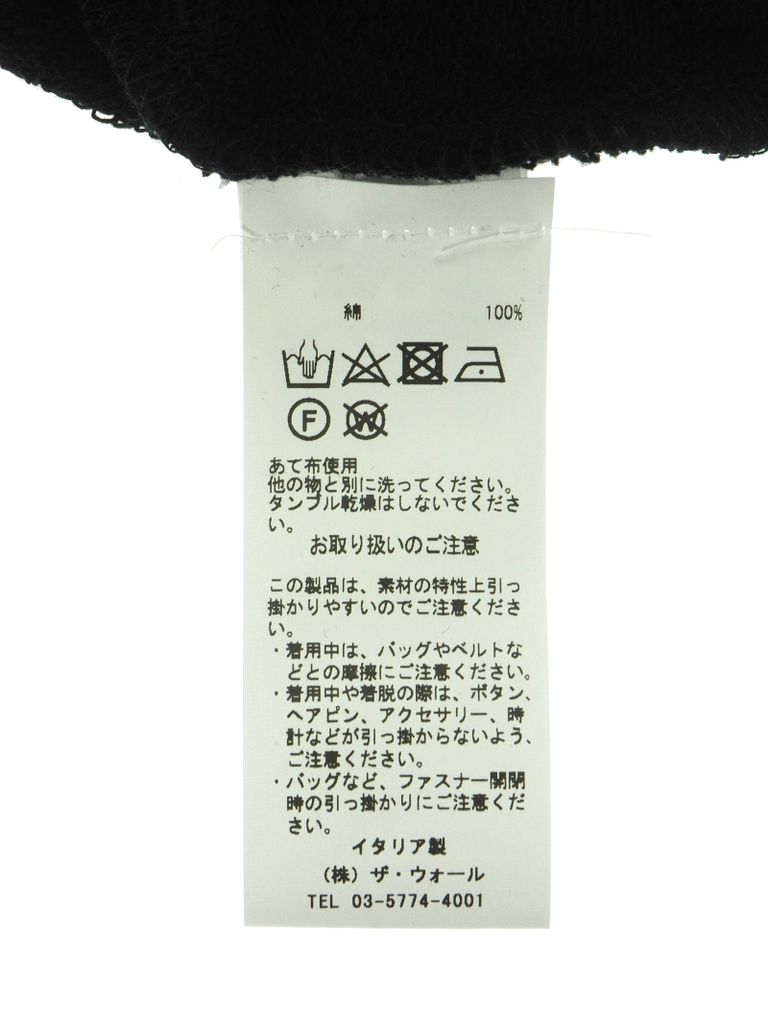 綿 100%
F W
あて布使用
他の物と別に洗ってください。
タンブル乾燥はしないでくださ
い。
お取り扱いのご注意
この製品は、素材の特性上引っ
掛かりやすいのでご注意くださ
い。
・着用中は、バッグやベルトな
どとの摩擦にご注意ください。
・着用中や着脱の際は、ボタン、
ヘアピン、アクセサリー、時
計などが引っ掛からないよう、
ご注意ください。
・バッグなど、ファスナー開閉
時の引っ掛かりにご注意くだ
さい。
イタリア製
（株）ザ・ウォール
TEL 03-5774-4001